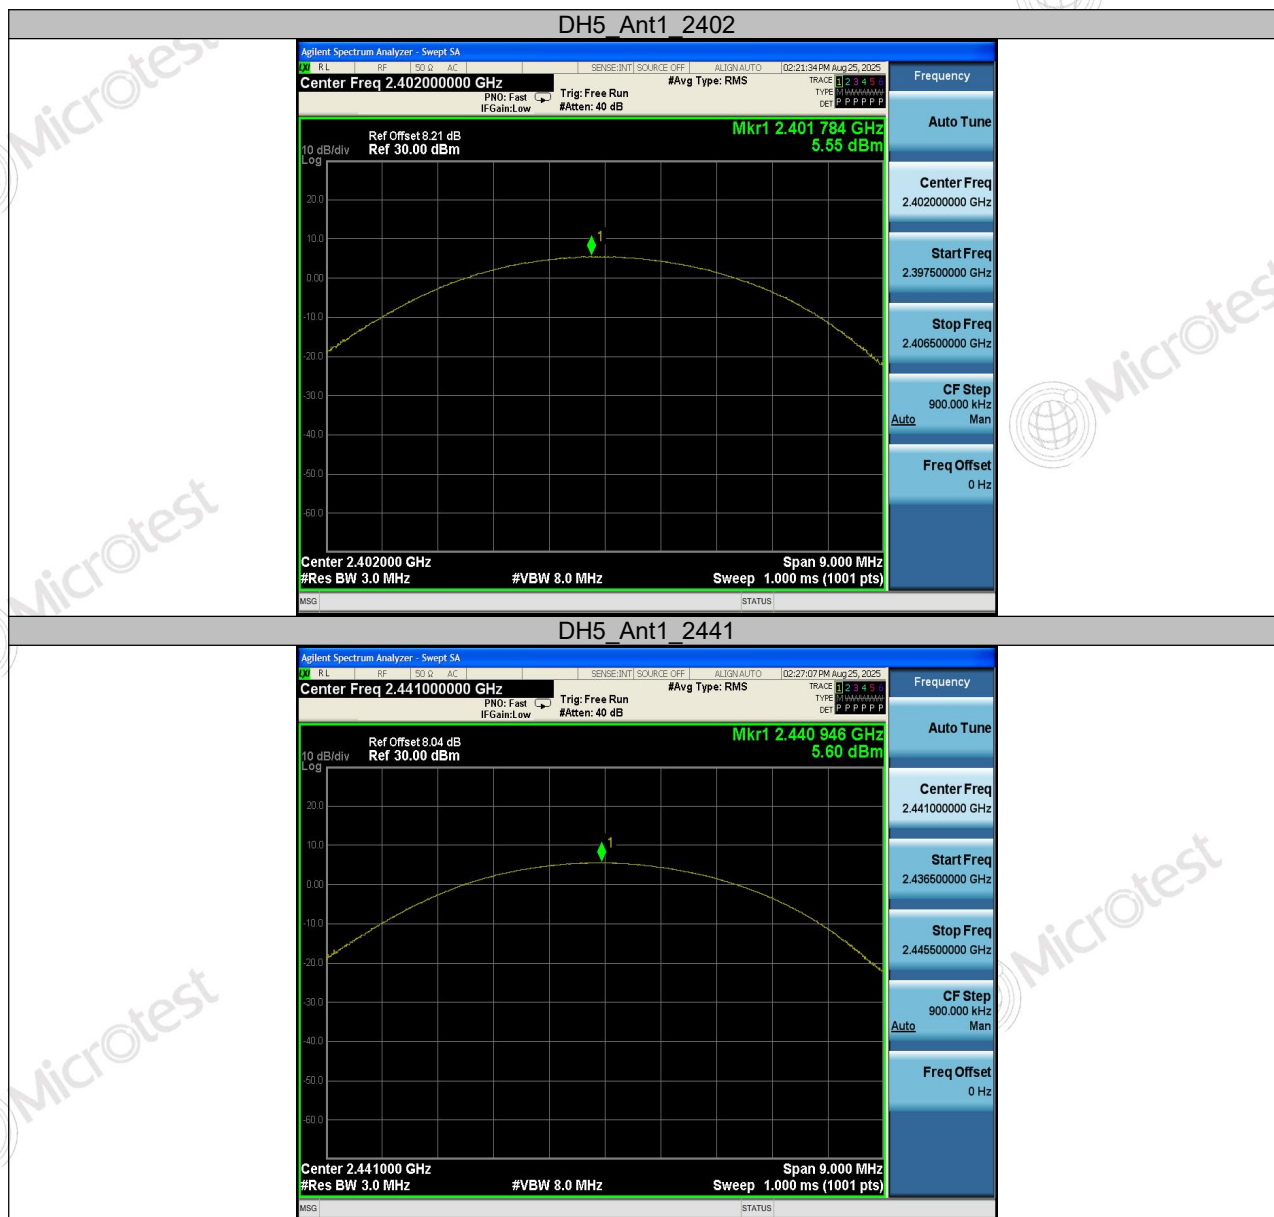 DH5_Ant1_2402
Agilent Spectrum Analyzer - Swept SA
RL RF 50 Ω AC SENSE:INT SOURCE OFF ALIGN AUTO 02:21:34 PM Aug 25, 2025
Center Freq 2.402000000 GHz
PNO: Fast
IFGain:Low
Trig: Free Run
#Atten: 40 dB
#Avg Type: RMS
TRACE 1 2 3 4 5 6
TYPE M
DET P P P P P P
Mkr1 2.401 784 GHz
5.55 dBm
Ref Offset 8.21 dB
10 dB/div Ref 30.00 dBm
Log
20.0
10.0
0.00
-10.0
-20.0
-30.0
-40.0
-50.0
-60.0
1
Center 2.402000 GHz Span 9.000 MHz
#Res BW 3.0 MHz #VBW 8.0 MHz Sweep 1.000 ms (1001 pts)
MSG STATUS
Frequency
Auto Tune
Center Freq
2.402000000 GHz
Start Freq
2.397500000 GHz
Stop Freq
2.406500000 GHz
CF Step
900.000 kHz
Auto Man
Freq Offset
0 Hz
DH5_Ant1_2441
Agilent Spectrum Analyzer - Swept SA
RL RF 50 Ω AC SENSE:INT SOURCE OFF ALIGN AUTO 02:27:07 PM Aug 25, 2025
Center Freq 2.441000000 GHz
PNO: Fast
IFGain:Low
Trig: Free Run
#Atten: 40 dB
#Avg Type: RMS
TRACE 1 2 3 4 5 6
TYPE M
DET P P P P P P
Mkr1 2.440 946 GHz
5.60 dBm
Ref Offset 8.04 dB
10 dB/div Ref 30.00 dBm
Log
20.0
10.0
0.00
-10.0
-20.0
-30.0
-40.0
-50.0
-60.0
1
Center 2.441000 GHz Span 9.000 MHz
#Res BW 3.0 MHz #VBW 8.0 MHz Sweep 1.000 ms (1001 pts)
MSG STATUS
Frequency
Auto Tune
Center Freq
2.441000000 GHz
Start Freq
2.436500000 GHz
Stop Freq
2.445500000 GHz
CF Step
900.000 kHz
Auto Man
Freq Offset
0 Hz
Microtest
Microtest
Microtest
Microtest
Microtest